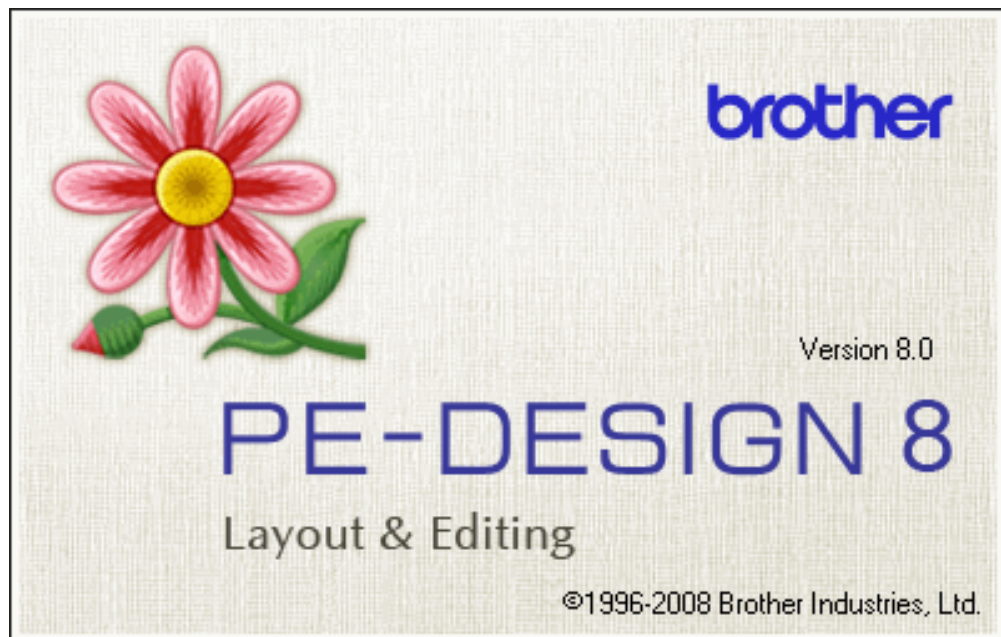 brother
Version 8.0
PE-DESIGN 8
Layout & Editing
©1996-2008 Brother Industries, Ltd.